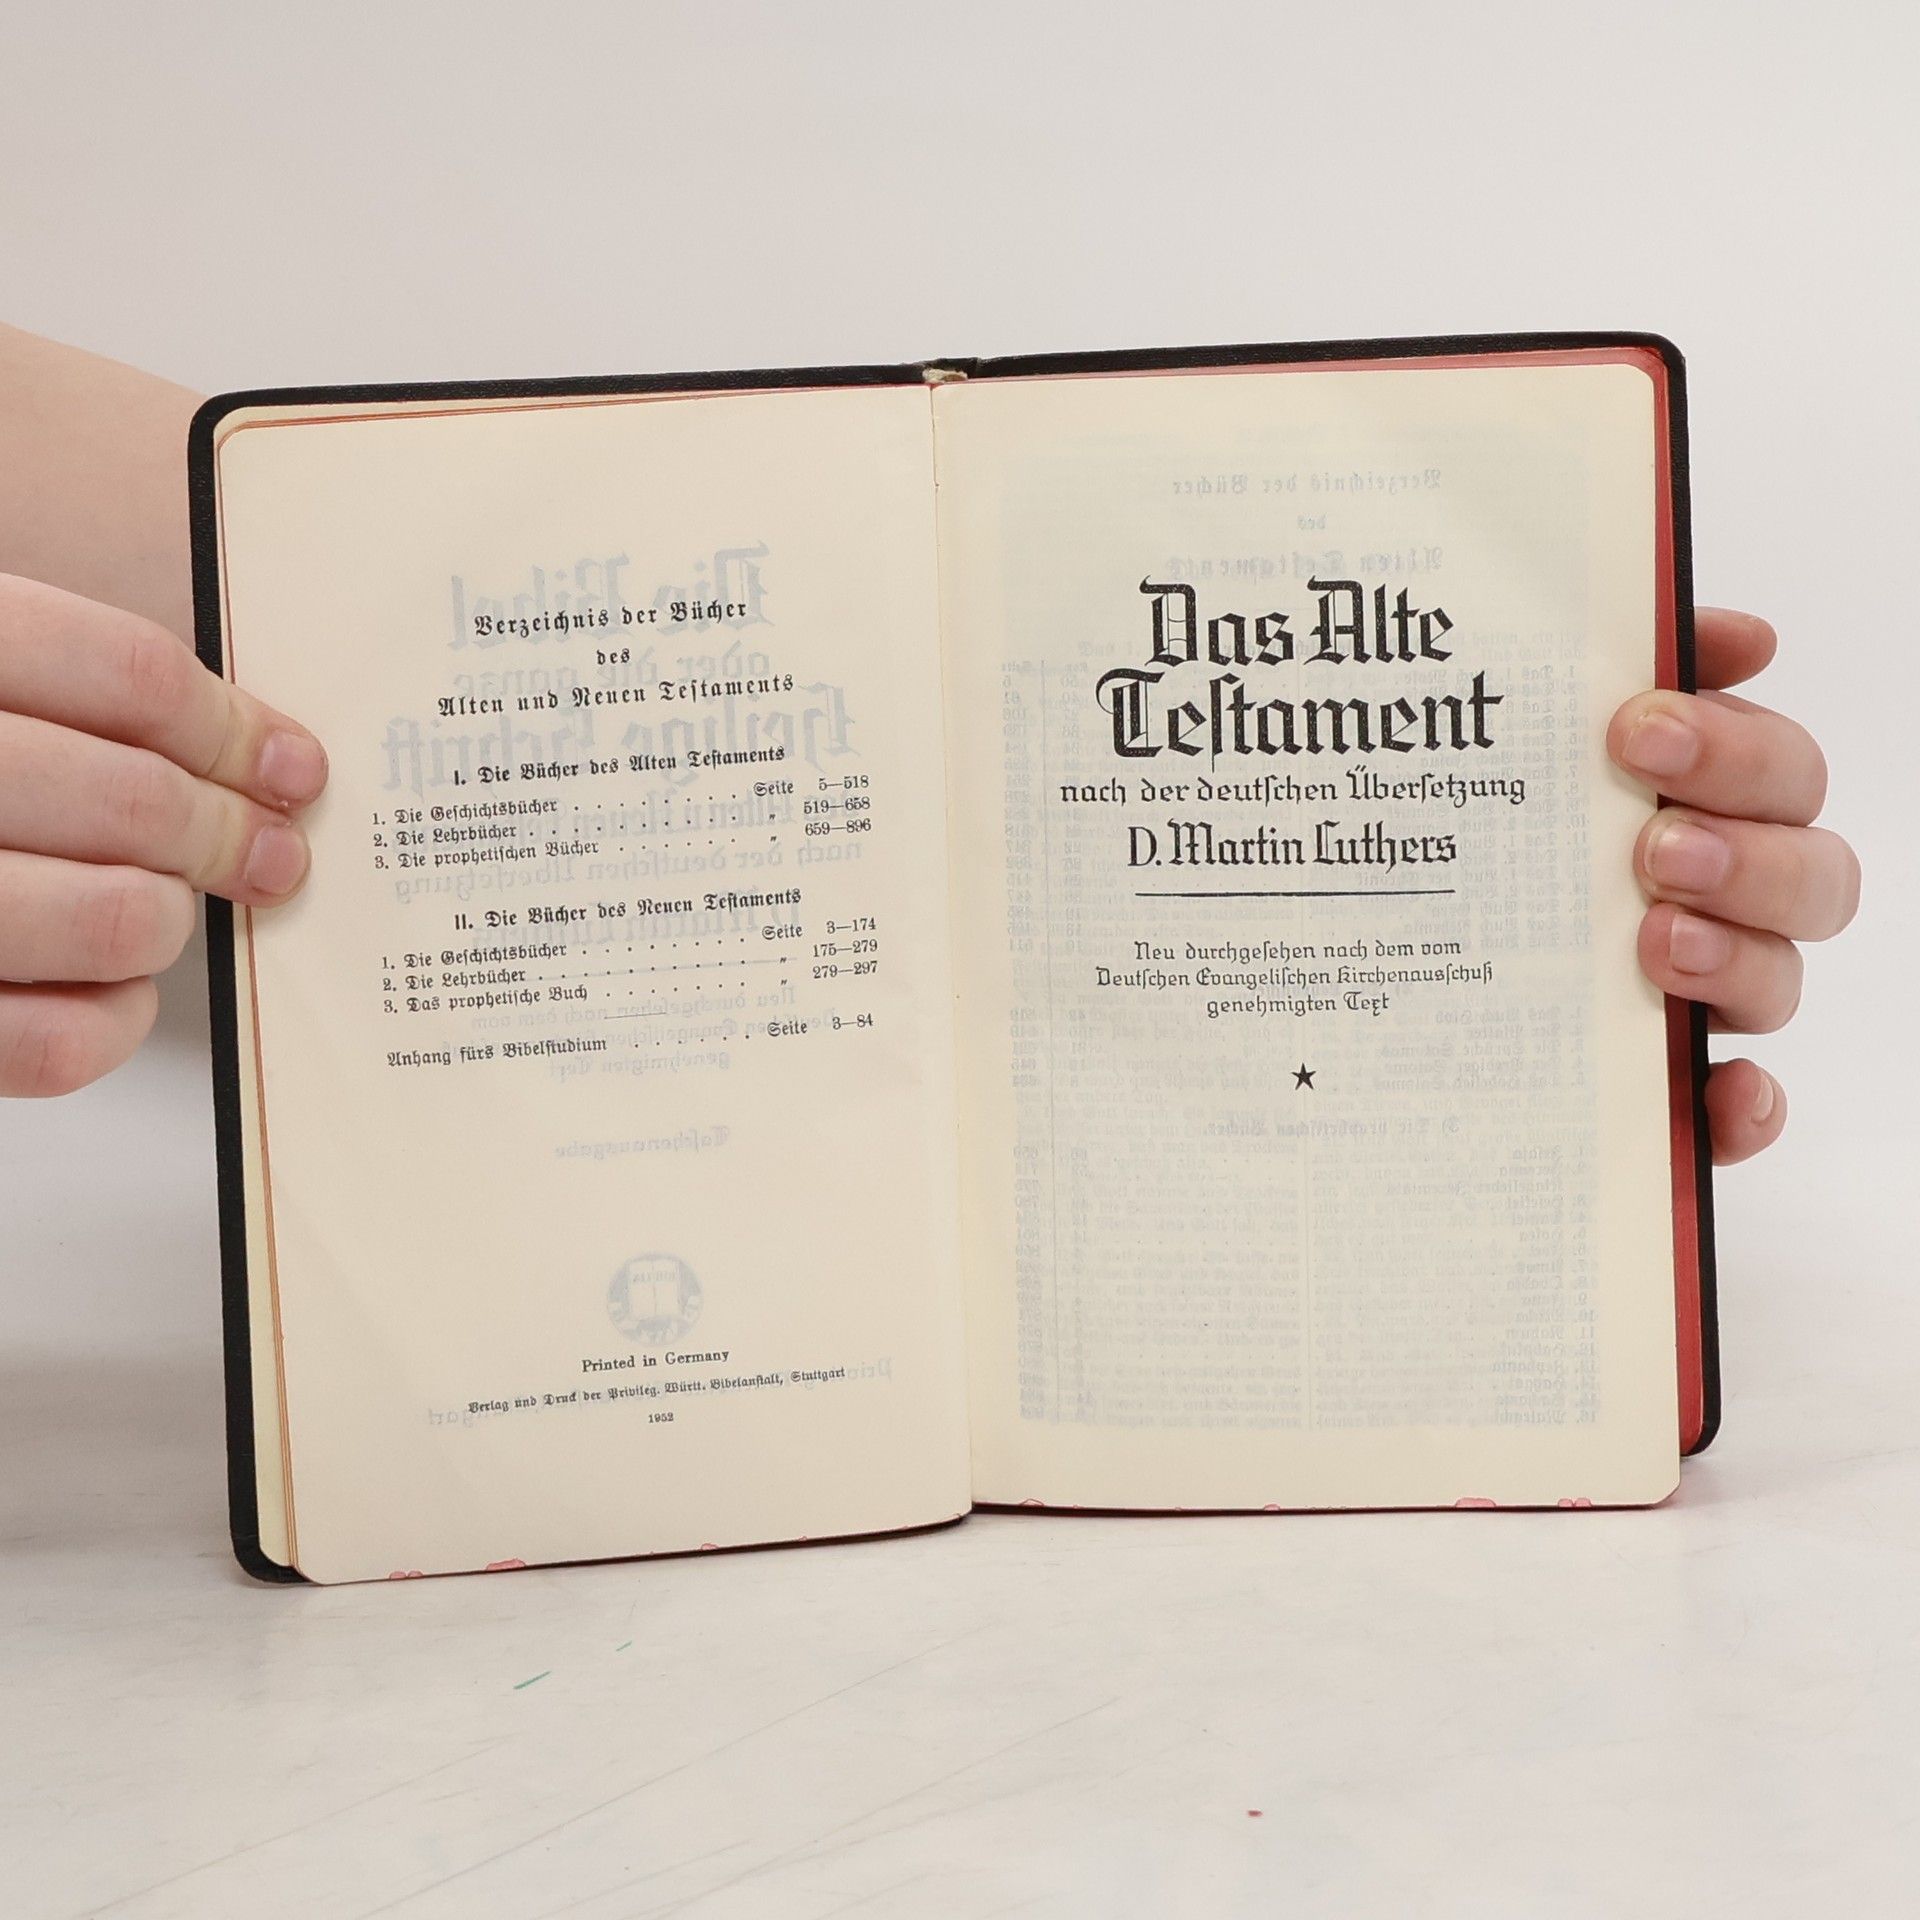 Verzeichnis der Bücher
des
Alten und Neuen Testaments
I. Die Bücher des Alten Testaments
1. Die Geschichtsbücher . . . . . . . . Seite 5—518
2. Die Lehrbücher . . . . . . . . . . „ 519—658
3. Die prophetischen Bücher . . . . . . „ 659—896
II. Die Bücher des Neuen Testaments
1. Die Geschichtsbücher . . . . . . . . Seite 3—174
2. Die Lehrbücher . . . . . . . . . . „ 175—279
3. Das prophetische Buch . . . . . . . „ 279—297
Anhang fürs Bibelstudium . . . . . . Seite 3—84
Printed in Germany
Verlag und Druck der Privileg. Württ. Bibelanstalt, Stuttgart
1952
Das Alte
Testament
nach der deutschen Übersetzung
D. Martin Luthers
Neu durchgesehen nach dem vom
Deutschen Evangelischen Kirchenausschuß
genehmigten Text